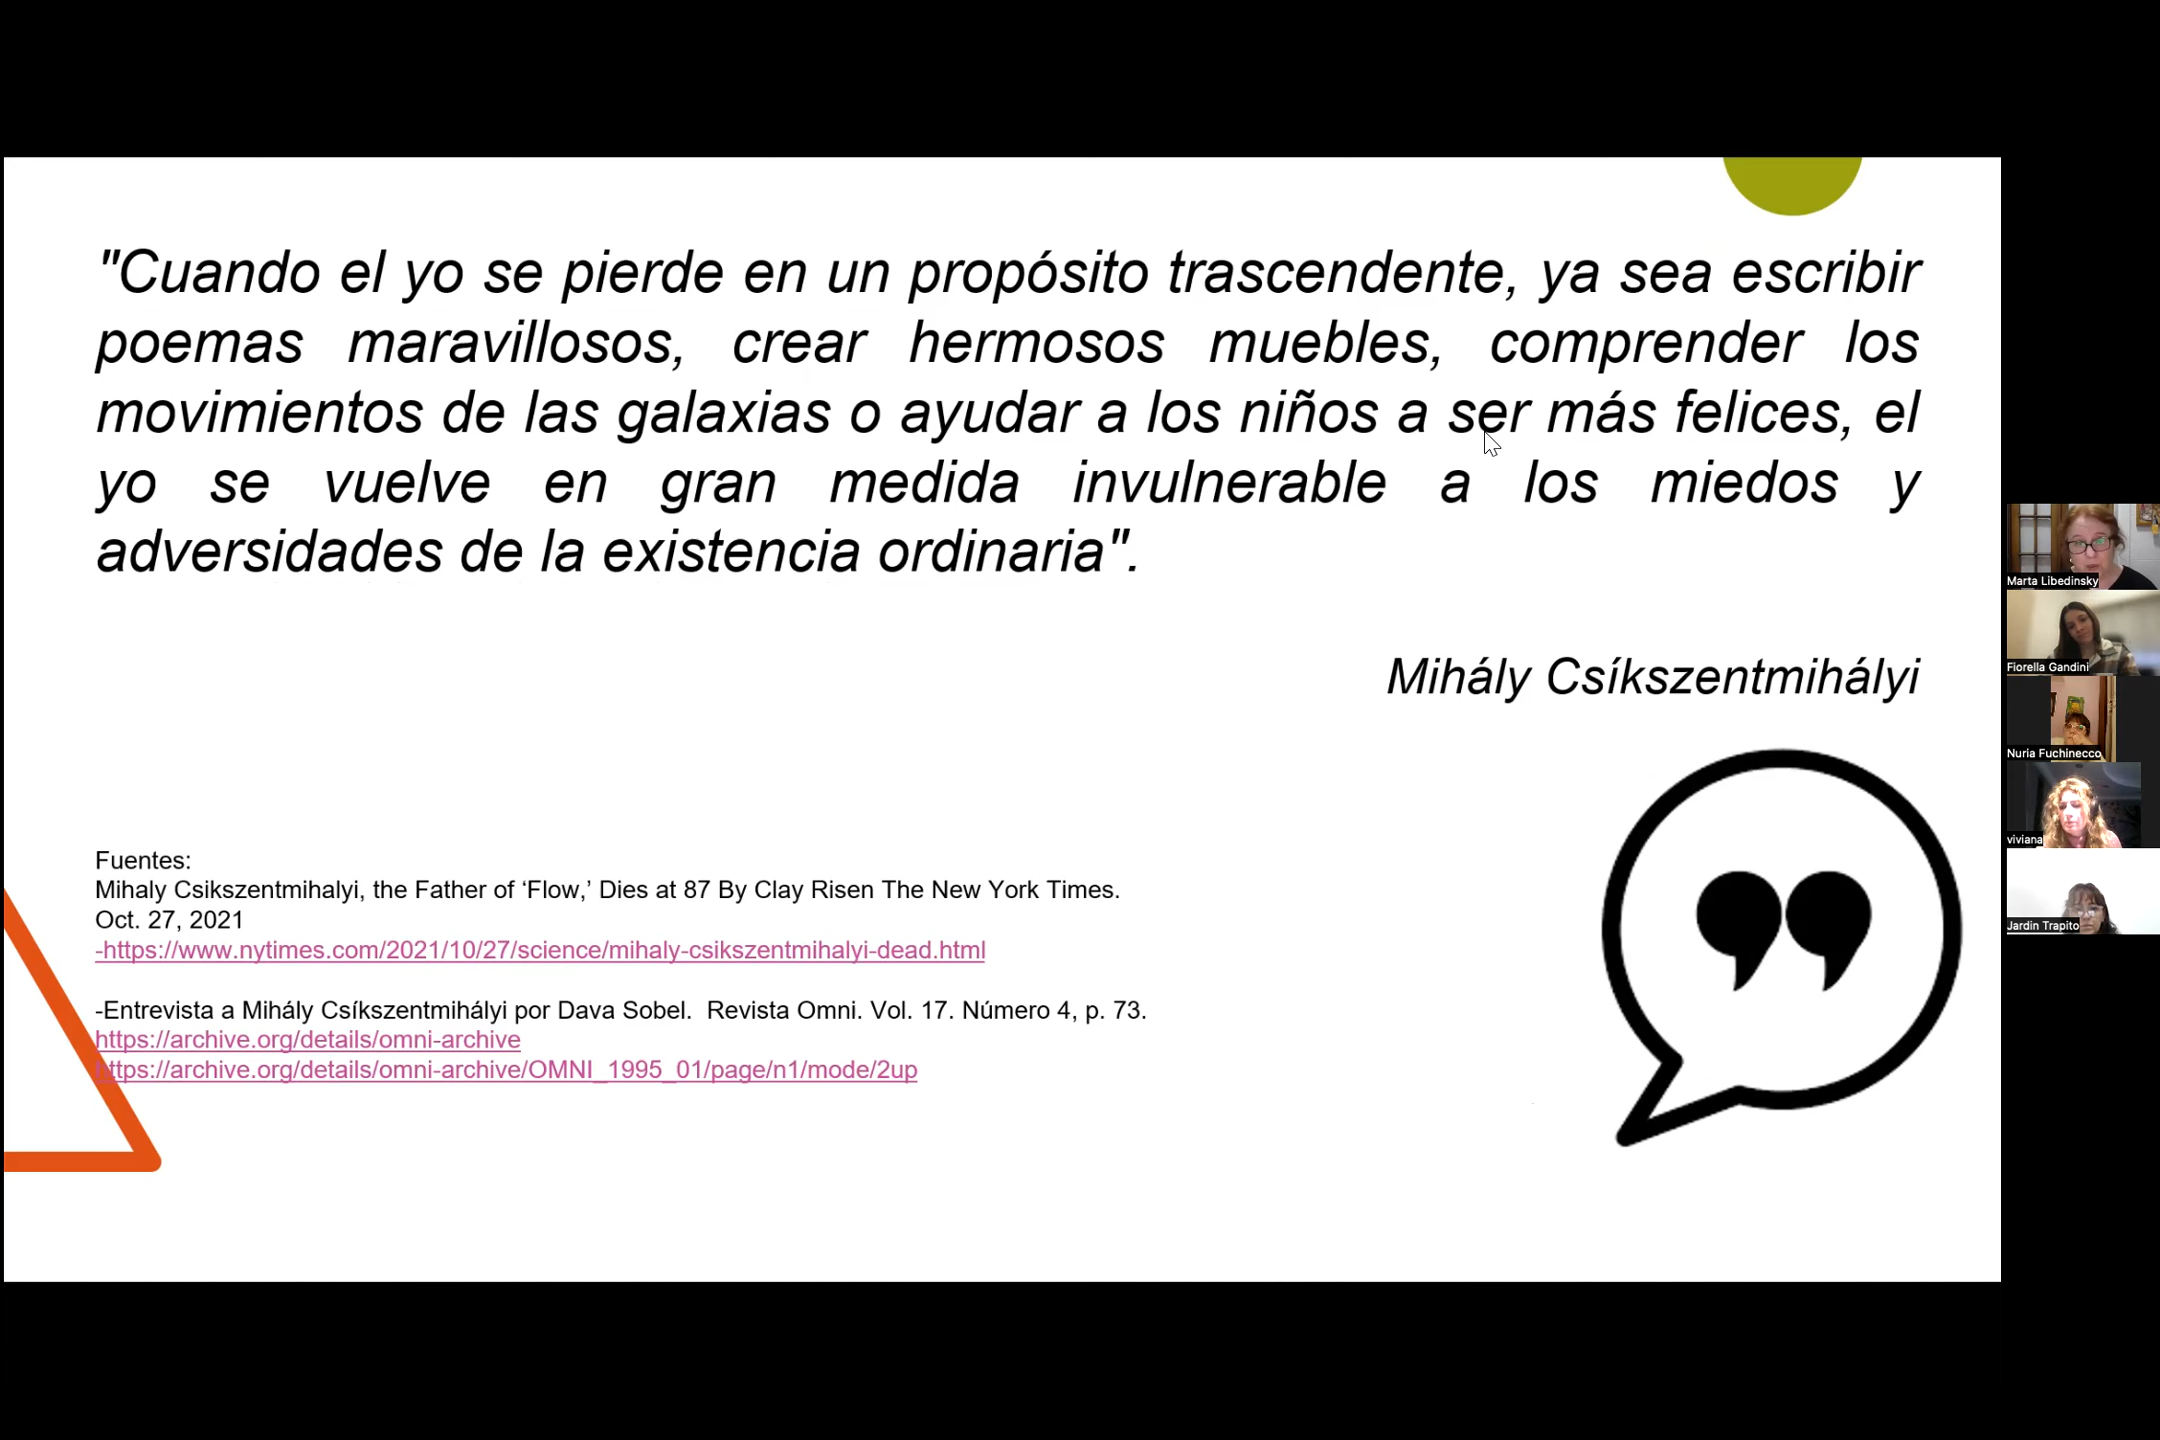 "Cuando el yo se pierde en un propósito trascendente, ya sea escribir
poemas maravillosos, crear hermosos muebles, comprender los
movimientos de las galaxias o ayudar a los niños a ser más felices, el
yo se vuelve en gran medida invulnerable a los miedos y
adversidades de la existencia ordinaria".
Mihály Csíkszentmihályi
Fuentes:
Mihaly Csikszentmihalyi, the Father of ‘Flow,’ Dies at 87 By Clay Risen The New York Times.
Oct. 27, 2021
-https://www.nytimes.com/2021/10/27/science/mihaly-csikszentmihalyi-dead.html
-Entrevista a Mihály Csíkszentmihályi por Dava Sobel. Revista Omni. Vol. 17. Número 4, p. 73.
https://archive.org/details/omni-archive
https://archive.org/details/omni-archive/OMNI_1995_01/page/n1/mode/2up
Marta Libedinsky
Fiorella Gandini
Nuria Fuchinecco
viviana
Jardin Trapito